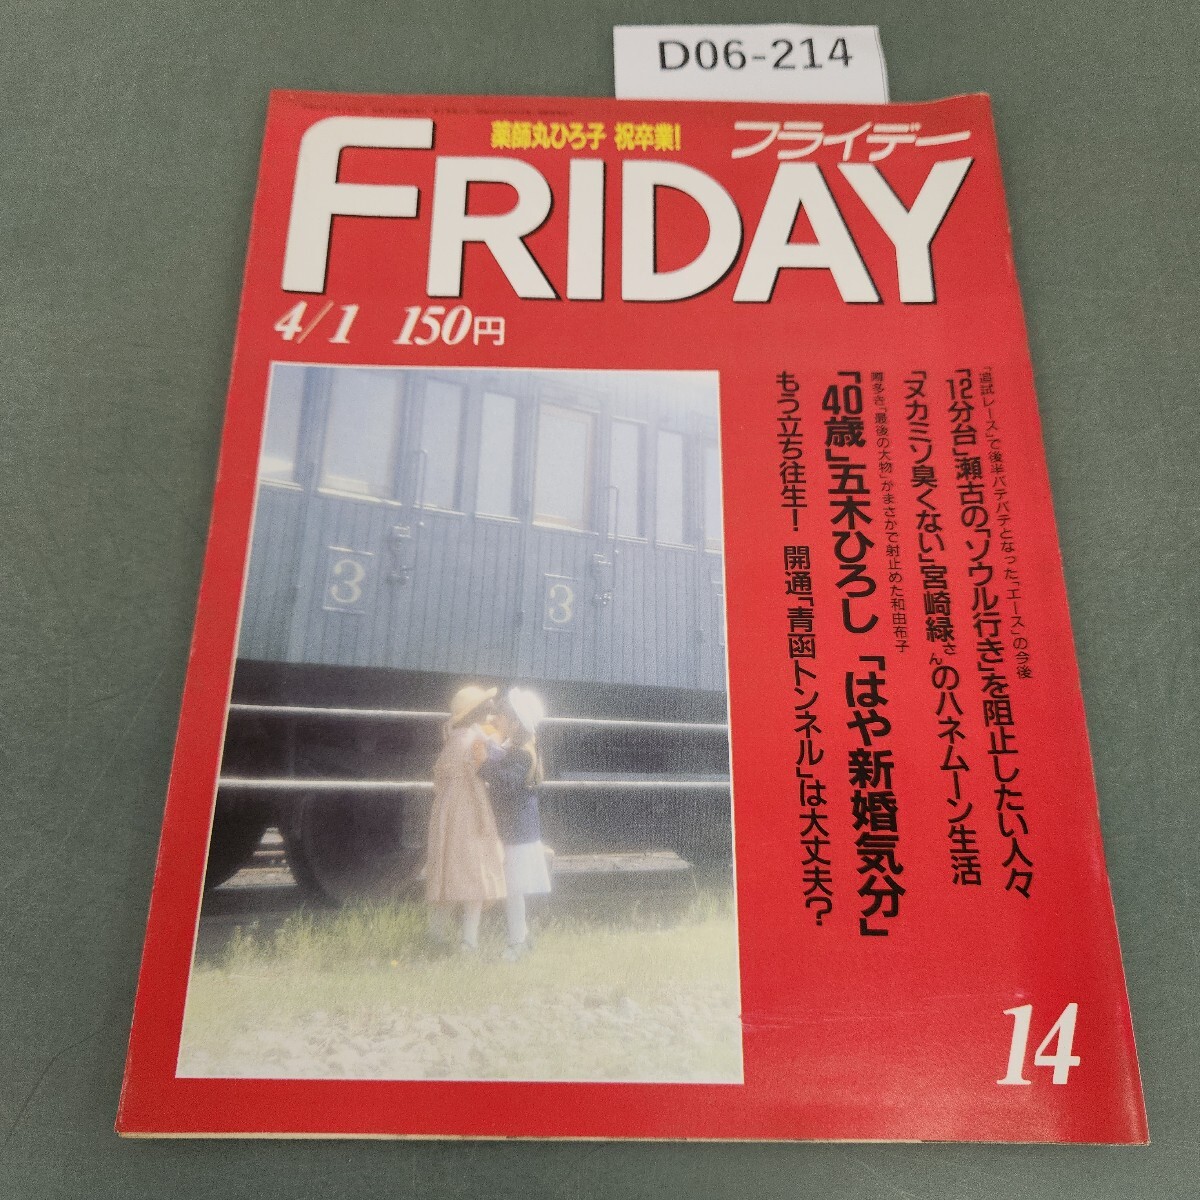 D06-214
薬師丸ひろ子 祝卒業!
フライデー
FRIDAY
4/1 150円
「追試レース」で後半バテバテとなった「エース」の今後
「12分台」瀬古の「ソウル行き」を阻止したい人々
「ヌカミソ臭くない」宮崎緑さんのハネムーン生活
噂多き「最後の大物」がまさかで射止めた和由布子
「40歳」五木ひろし「はや新婚気分」
もう立ち往生! 開通「青函トンネル」は大丈夫?
3
3
14